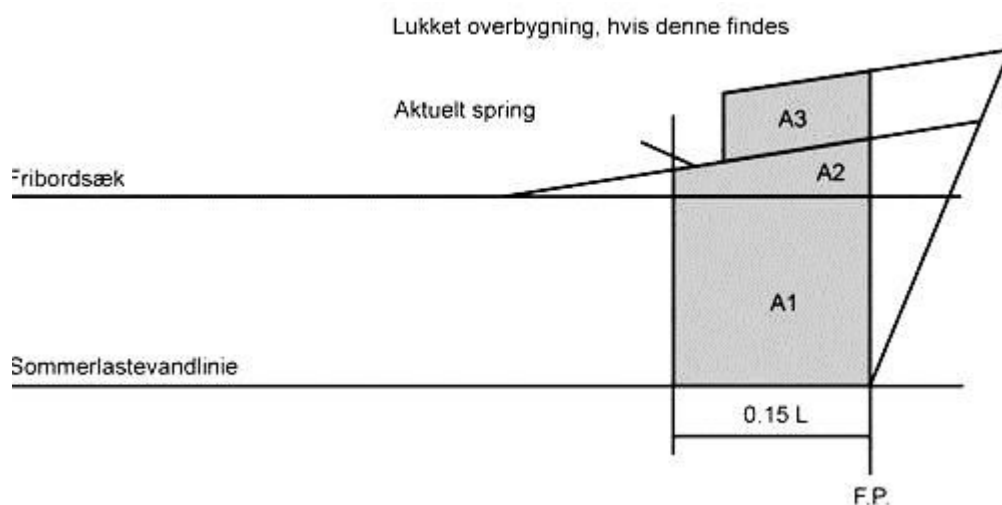 Lukket overbygning, hvis denne findes
Aktuelt spring
A3
A2
Fribordsæk
A1
Sommerlastevandlinie
0.15 L
F.P.